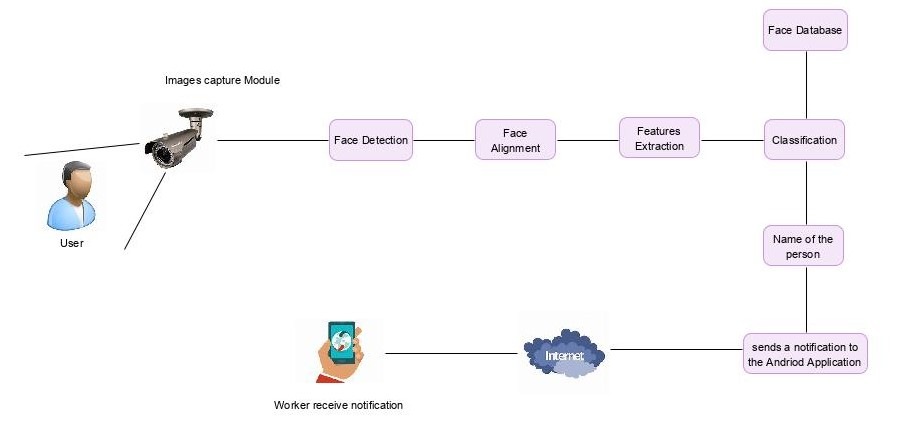 Face Database
Images capture Module
Face Detection
Face
Alignment
Features
Extraction
Classification
User
Name of the
person
sends a notification to
the Andriod Application
Internet
Worker receive notification